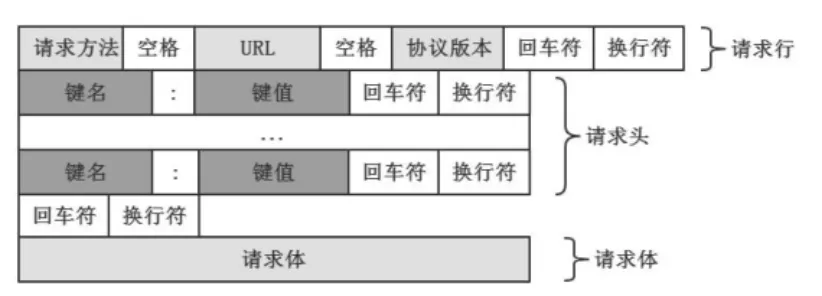 请求方法 空格 URL 空格 协议版本 回车符 换行符 请求行
键名 : 键值 回车符 换行符
...
请求头
键名 : 键值 回车符 换行符
回车符 换行符
请求体 请求体